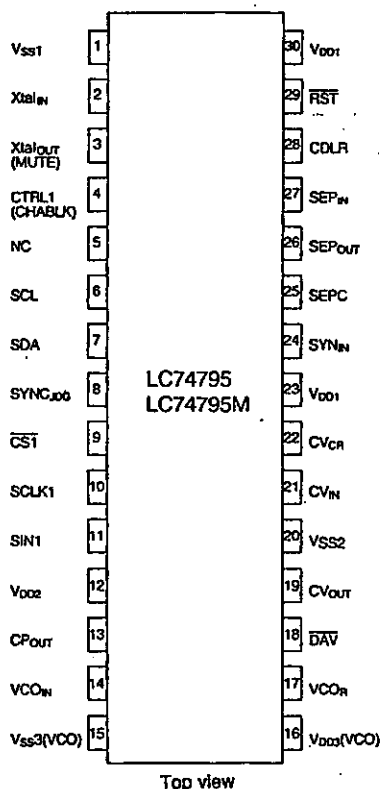 VSS1 1 30 VDD1
XtalIN 2 29 RST
XtalOUT 3 28 CDLR
(MUTE)
CTRL1 4 27 SEPIN
(CHABLK)
NC 5 26 SEPOUT
SCL 6 25 SEPC
SDA 7 24 SYNIN
LC74795
LC74795M
SYNCJDG 8 23 VDD1
CS1 9 22 CVCR
SCLK1 10 21 CVIN
SIN1 11 20 VSS2
VDD2 12 19 CVOUT
CPOUT 13 18 DAV
VCOIN 14 17 VCOR
VSS3(VCO) 15 16 VDD3(VCO)
Top view